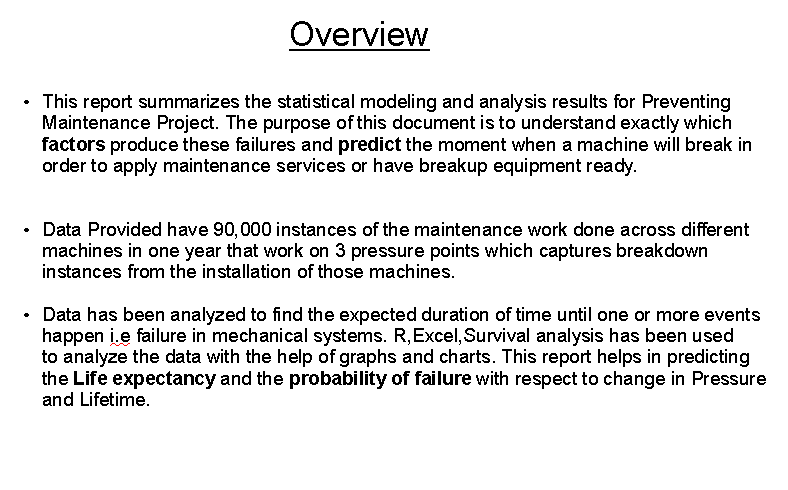 Overview
• This report summarizes the statistical modeling and analysis results for Preventing
Maintenance Project. The purpose of this document is to understand exactly which
factors produce these failures and predict the moment when a machine will break in
order to apply maintenance services or have breakup equipment ready.
• Data Provided have 90,000 instances of the maintenance work done across different
machines in one year that work on 3 pressure points which captures breakdown
instances from the installation of those machines.
• Data has been analyzed to find the expected duration of time until one or more events
happen i.e failure in mechanical systems. R,Excel,Survival analysis has been used
to analyze the data with the help of graphs and charts. This report helps in predicting
the Life expectancy and the probability of failure with respect to change in Pressure
and Lifetime.